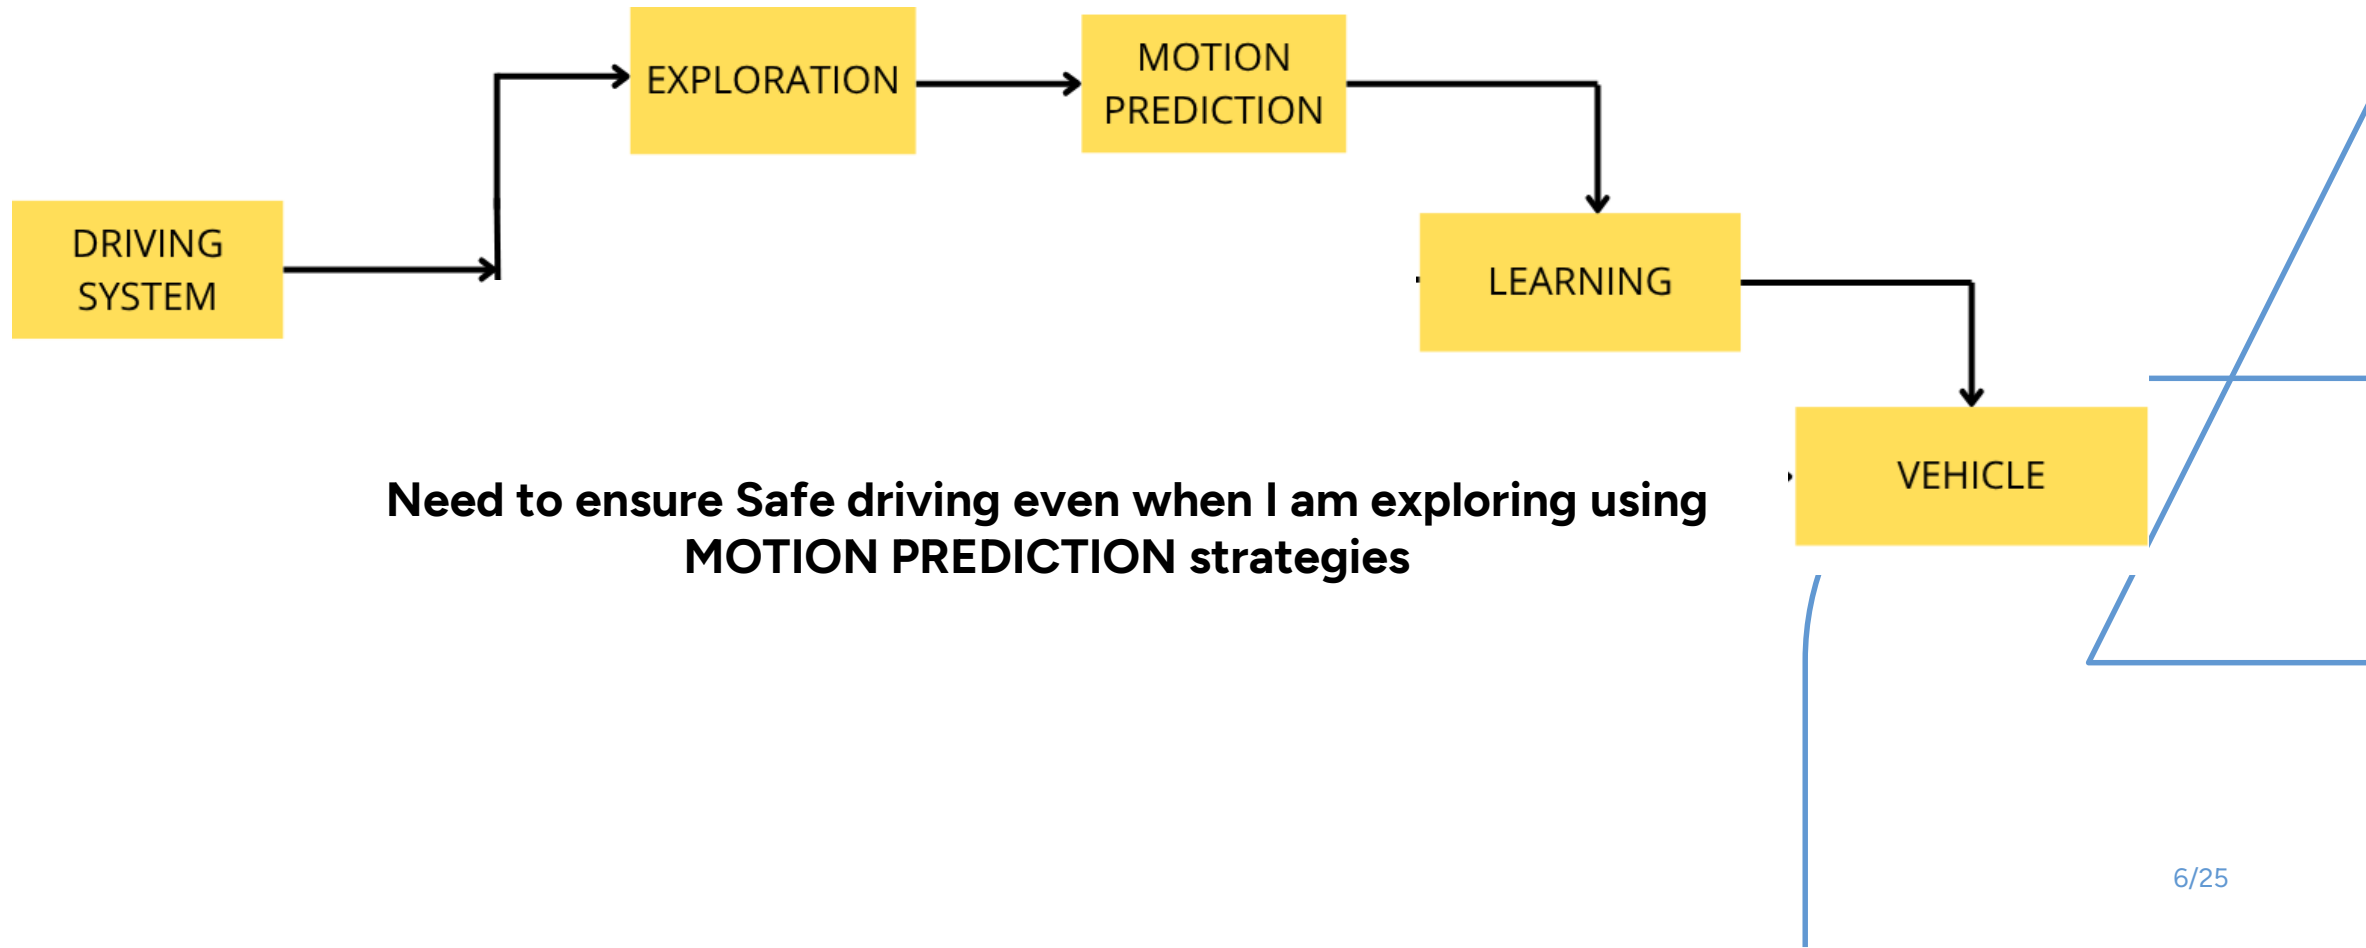 EXPLORATION
MOTION
PREDICTION
DRIVING
SYSTEM
LEARNING
VEHICLE
Need to ensure Safe driving even when I am exploring using
MOTION PREDICTION strategies
6/25